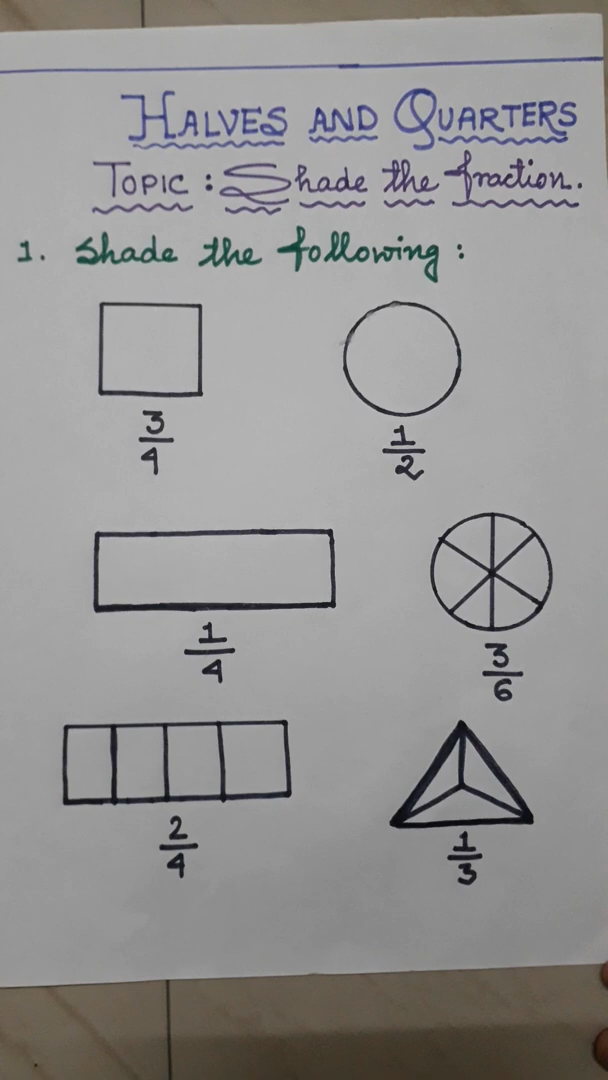 HALVES AND QUARTERS
TOPIC : Shade the fraction.
1. Shade the following :
3/4
1/2
1/4
3/6
2/4
1/3